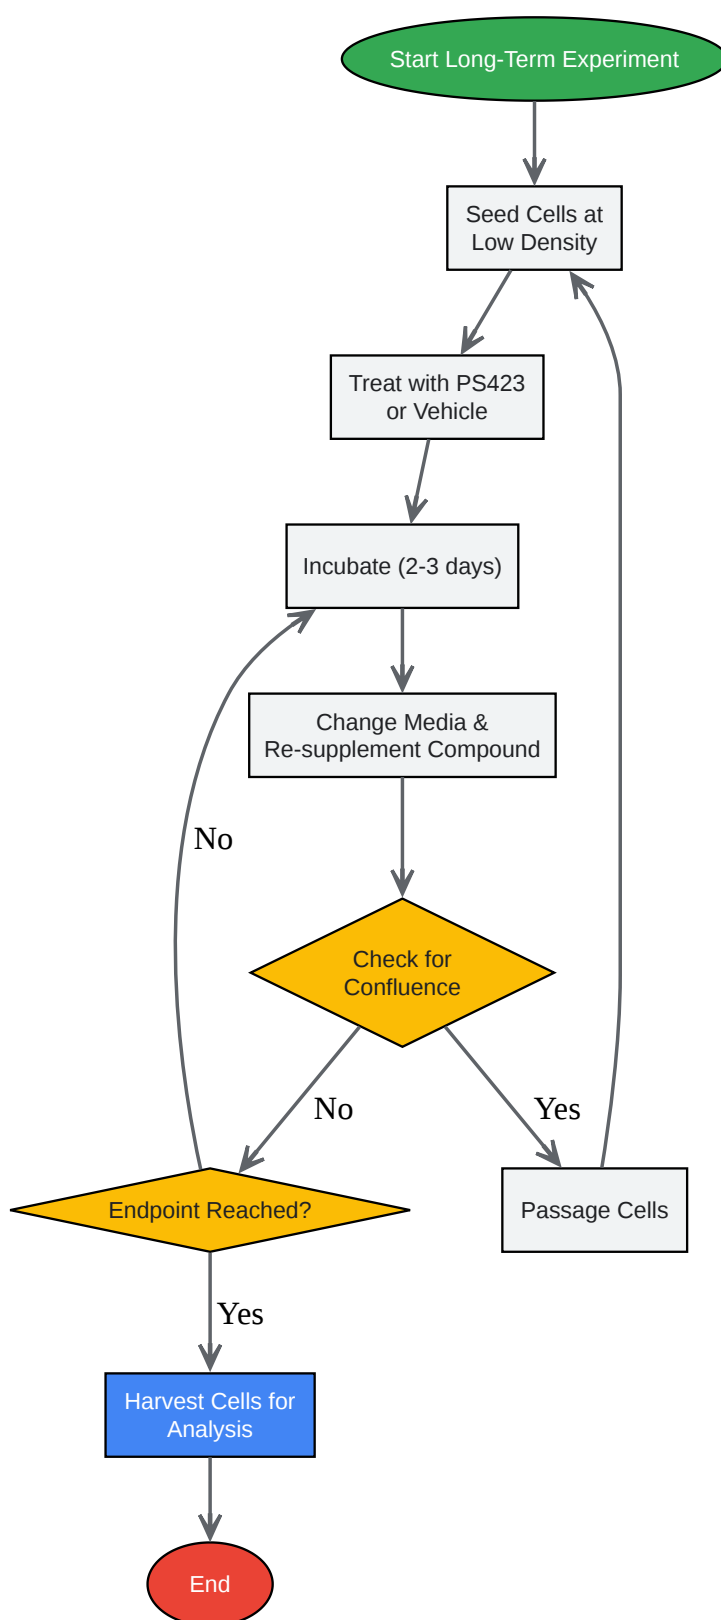 Start Long-Term Experiment
Seed Cells at
Low Density
Treat with PS423
or Vehicle
Incubate (2-3 days)
Change Media &
Re-supplement Compound
No
Check for
Confluence
No
Yes
Endpoint Reached?
Passage Cells
Yes
Harvest Cells for
Analysis
End